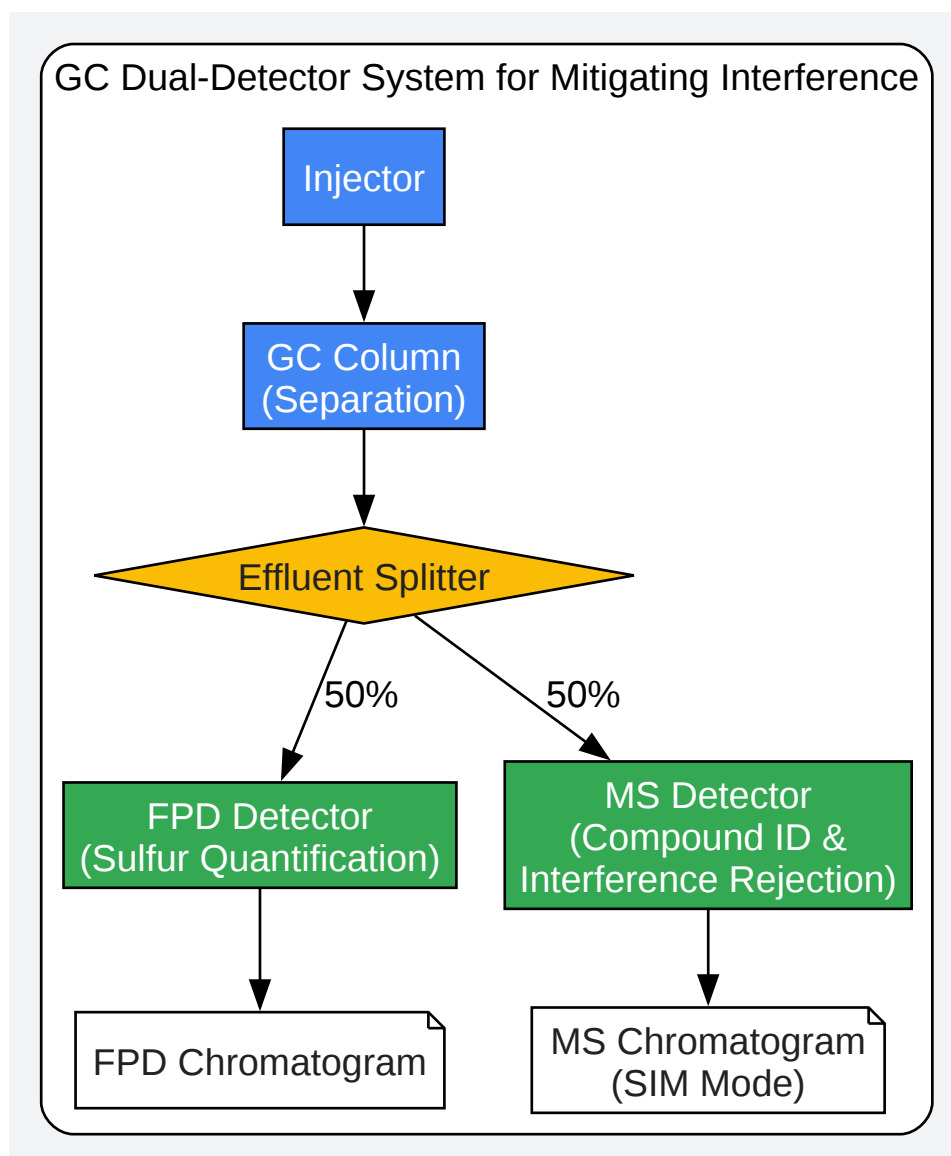 GC Dual-Detector System for Mitigating Interference
Injector
GC Column
(Separation)
Effluent Splitter
50%
50%
FPD Detector
(Sulfur Quantification)
MS Detector
(Compound ID &
Interference Rejection)
FPD Chromatogram
MS Chromatogram
(SIM Mode)